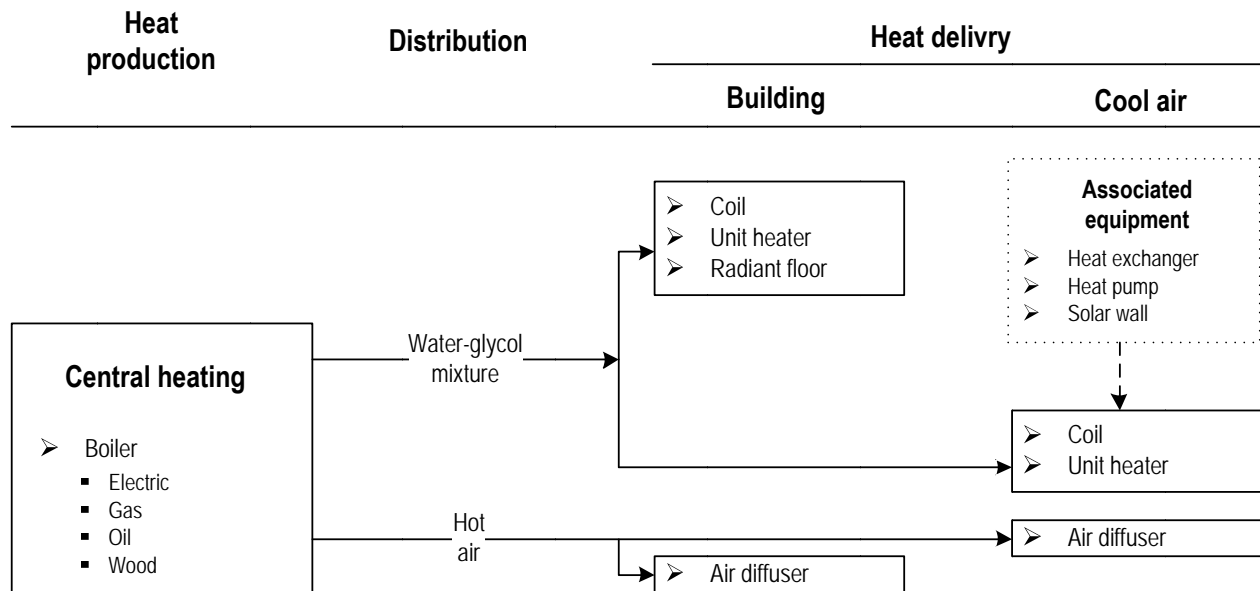 Heat
production
Distribution
Heat delivry
Building
Cool air
Coil
Unit heater
Radiant floor
Associated
equipment
Heat exchanger
Heat pump
Solar wall
Central heating
Boiler
Electric
Gas
Oil
Wood
Water-glycol
mixture
Coil
Unit heater
Hot
air
Air diffuser
Air diffuser